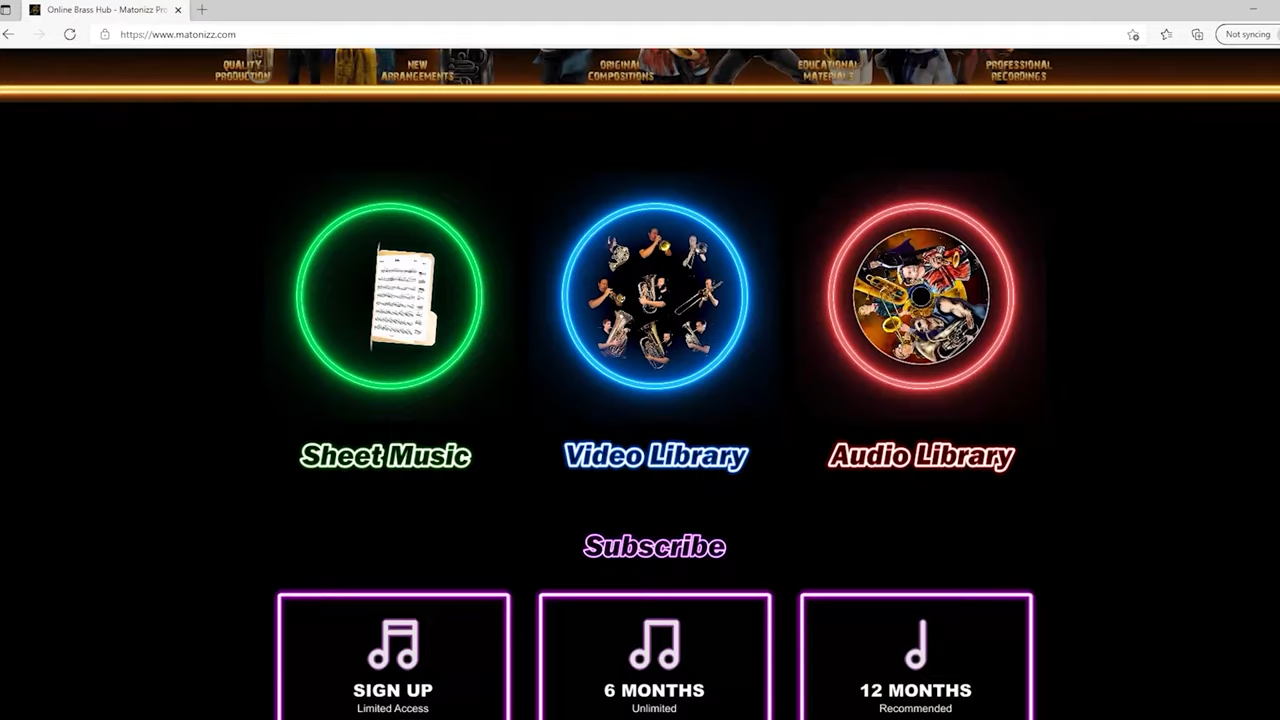 Online Brass Hub - Matonizz Pro
https://www.matonizz.com
Not syncing
QUALITY PRODUCTION
NEW ARRANGEMENTS
ORIGINAL COMPOSITIONS
EDUCATIONAL MATERIALS
PROFESSIONAL RECORDINGS
Sheet Music
Video Library
Audio Library
Subscribe
SIGN UP
Limited Access
6 MONTHS
Unlimited
12 MONTHS
Recommended